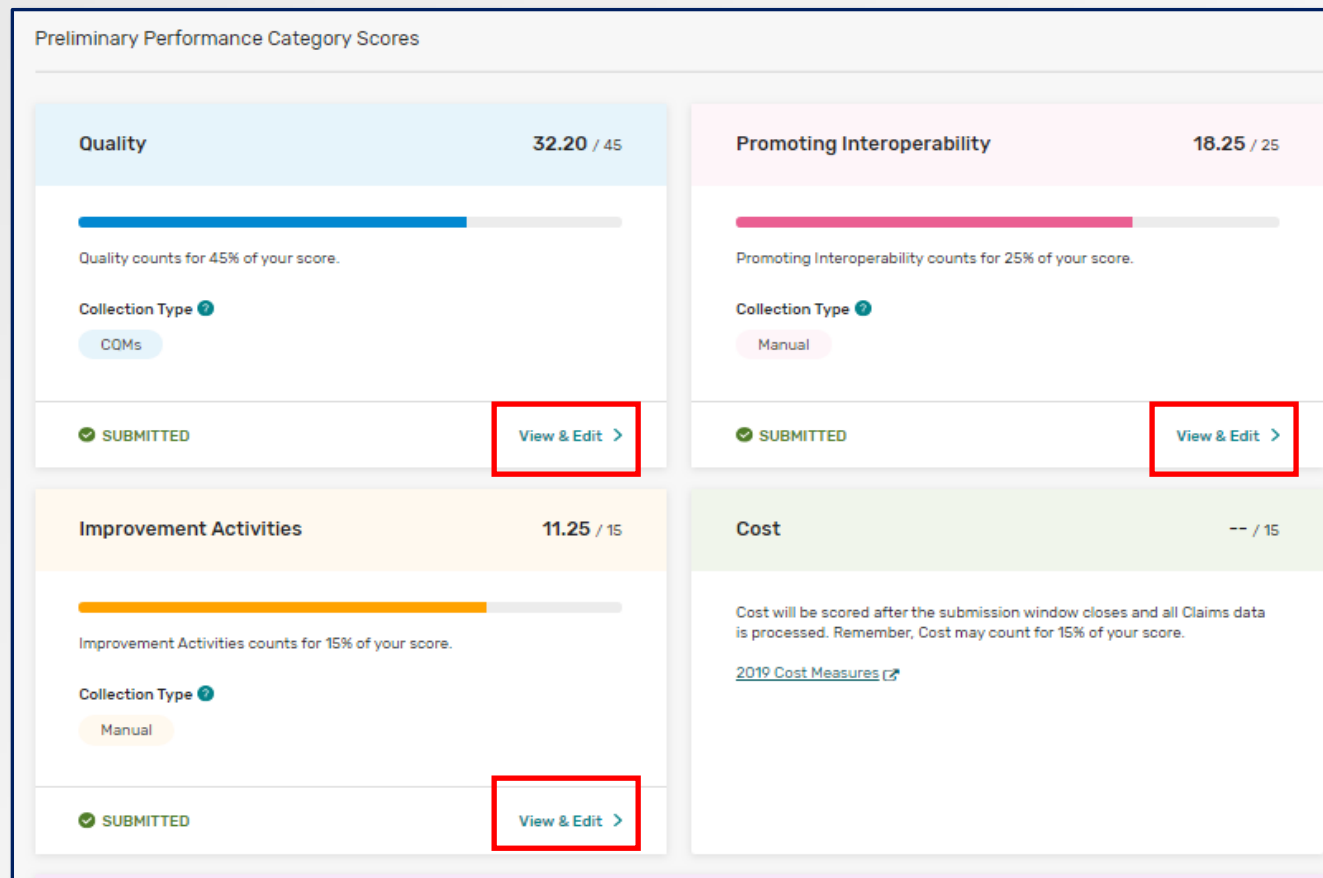 Preliminary Performance Category Scores
Quality 32.20 / 45
Quality counts for 45% of your score.
Collection Type ?
CQMs
SUBMITTED View & Edit >
Promoting Interoperability 18.25 / 25
Promoting Interoperability counts for 25% of your score.
Collection Type ?
Manual
SUBMITTED View & Edit >
Improvement Activities 11.25 / 15
Improvement Activities counts for 15% of your score.
Collection Type ?
Manual
SUBMITTED View & Edit >
Cost -- / 15
Cost will be scored after the submission window closes and all Claims data
is processed. Remember, Cost may count for 15% of your score.
2019 Cost Measures